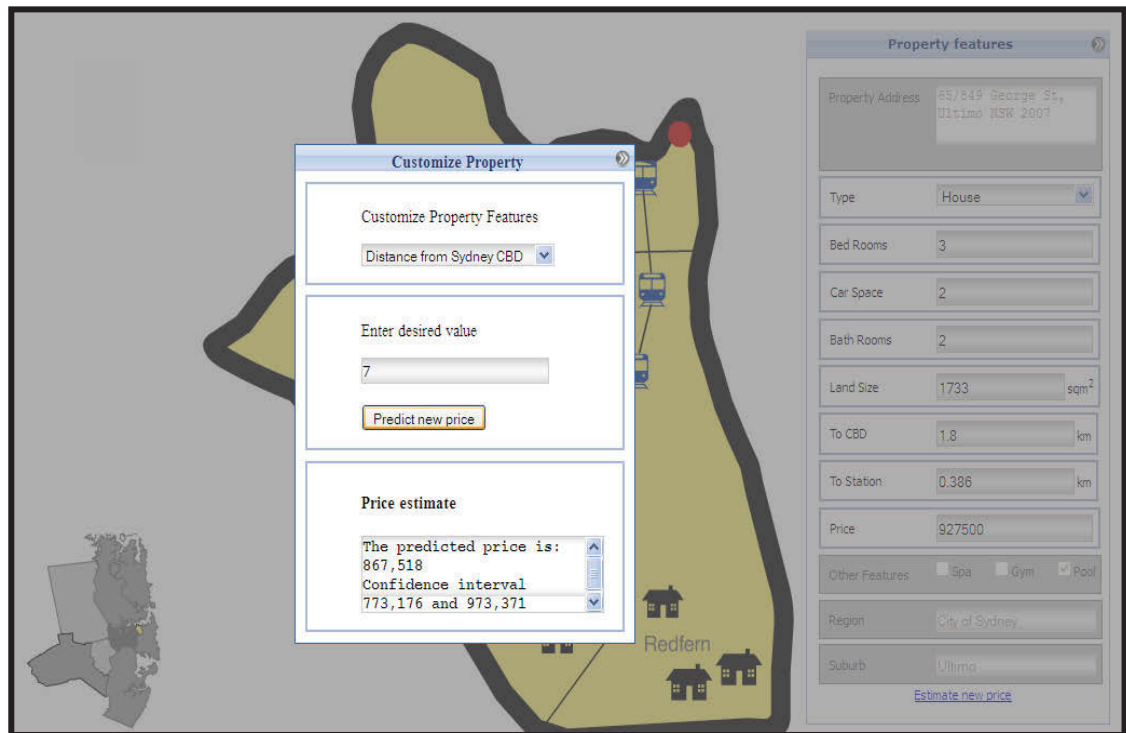 Customize Property
Customize Property Features
Distance from Sydney CBD
Enter desired value
7
Predict new price
Price estimate
The predicted price is:
867,518
Confidence interval
773,176 and 973,371
Redfern
Property features
Property Address
65/849 George St,
Ultimo NSW 2007
Type House
Bed Rooms 3
Car Space 2
Bath Rooms 2
Land Size 1733 sqm2
To CBD 1.8 km
To Station 0.386 km
Price 927500
Other Features Spa Gym Pool
Region City of Sydney
Suburb Ultimo
Estimate new price